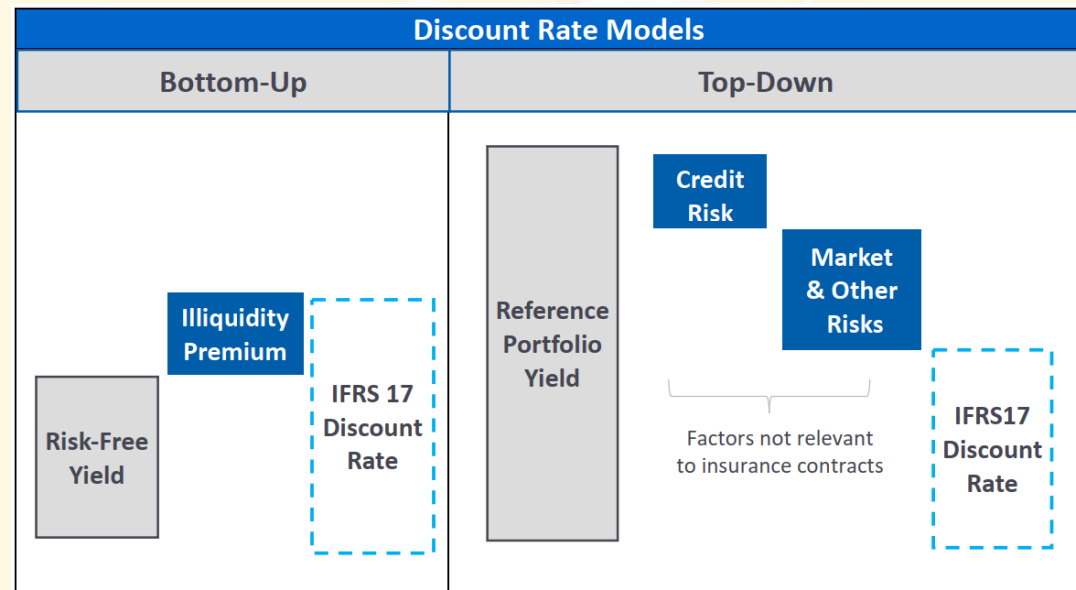 Discount Rate Models
Bottom-Up
Top-Down
Risk-Free
Yield
Illiquidity
Premium
IFRS 17
Discount
Rate
Reference
Portfolio
Yield
Credit
Risk
Market
& Other
Risks
Factors not relevant
to insurance contracts
IFRS17
Discount
Rate